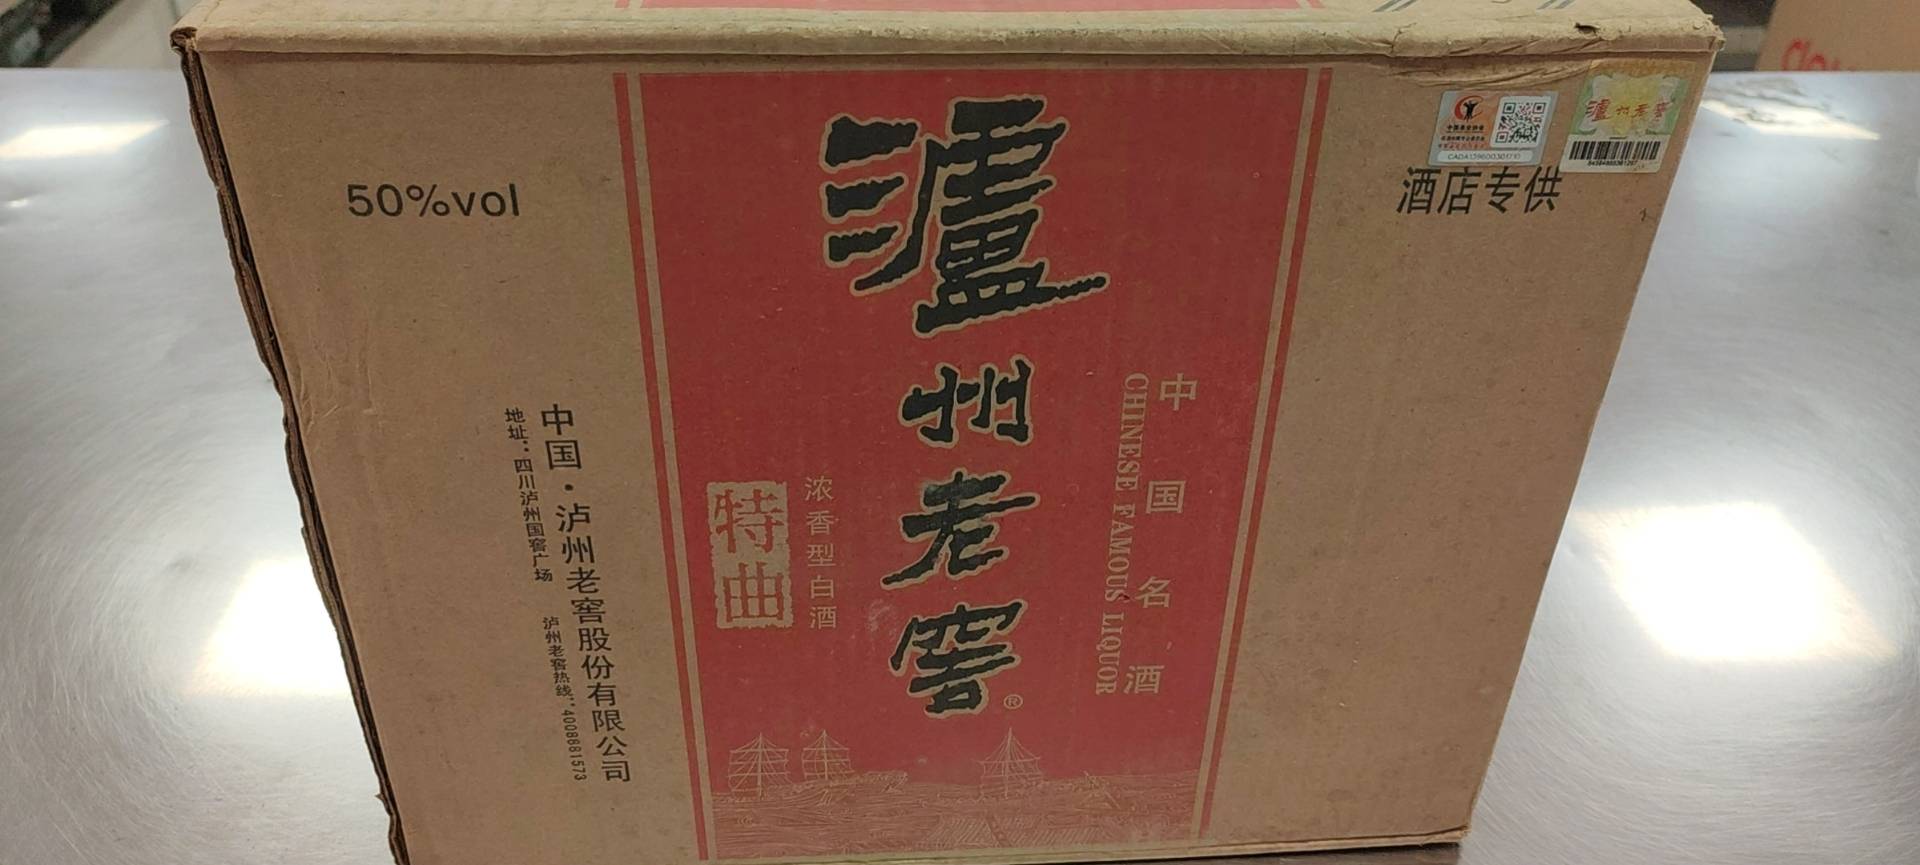 50%vol
瀘州老窖®
中国名酒
CHINESE FAMOUS LIQUOR
浓香型白酒
特曲
酒店专供
中国·泸州老窖股份有限公司
地址：四川泸州国窖广场
泸州老窖热线：4008881573
瀘州老窖